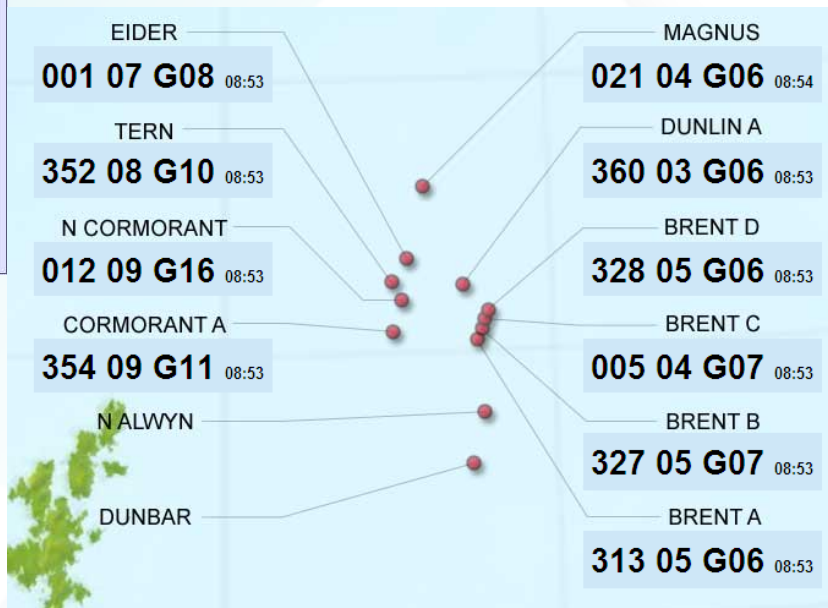 EIDER
001 07 G08 08:53
TERN
352 08 G10 08:53
N CORMORANT
012 09 G16 08:53
CORMORANT A
354 09 G11 08:53
N ALWYN
DUNBAR
MAGNUS
021 04 G06 08:54
DUNLIN A
360 03 G06 08:53
BRENT D
328 05 G06 08:53
BRENT C
005 04 G07 08:53
BRENT B
327 05 G07 08:53
BRENT A
313 05 G06 08:53